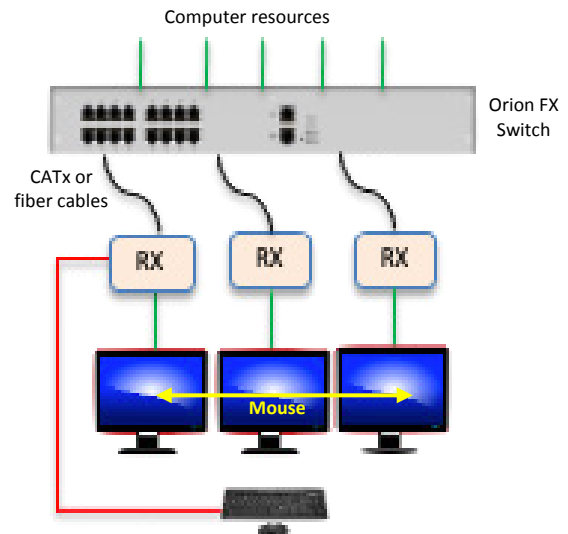 Computer resources
Orion FX
Switch
CATx or
fiber cables
RX
RX
RX
Mouse